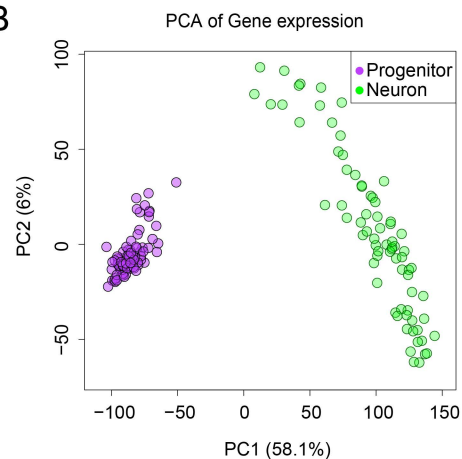 B
PCA of Gene expression
Progenitor
Neuron
100
50
0
−50
PC2 (6%)
−100 −50 0 50 100 150
PC1 (58.1%)